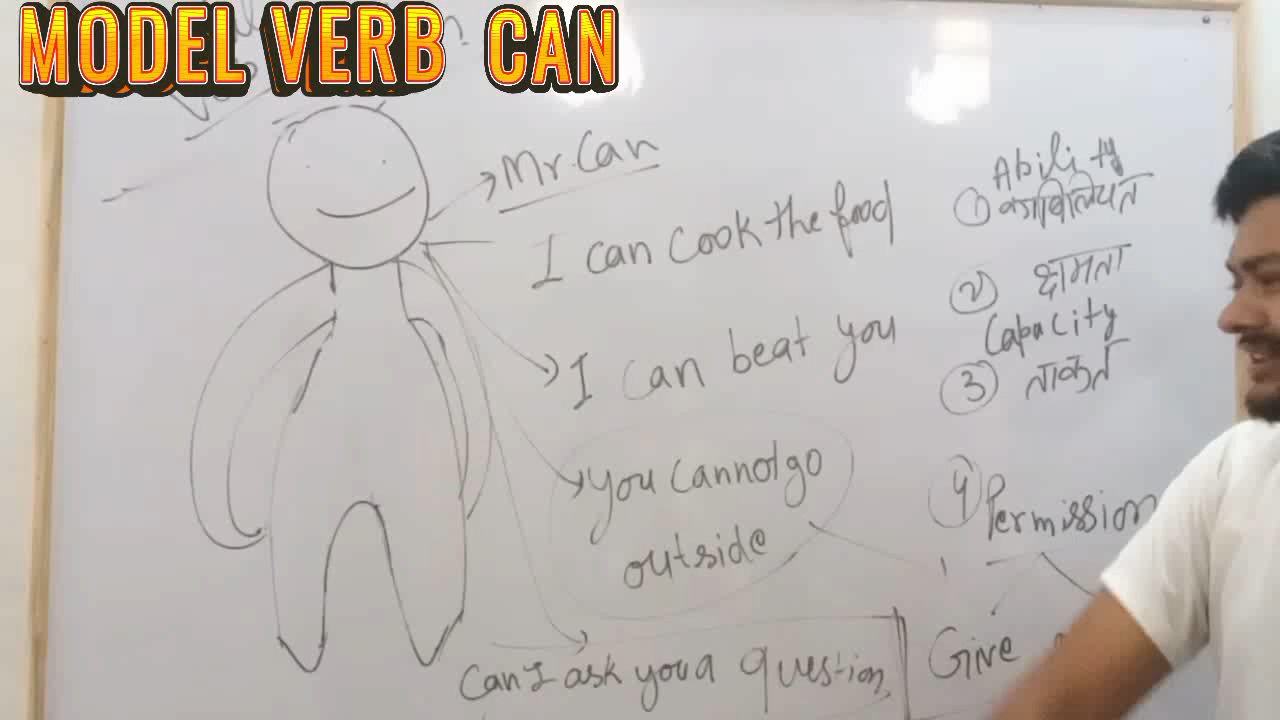 MODEL VERB CAN
Mr. Can
I can cook the food
I can beat you
You cannot go
outside
Can I ask you a question,
Ability
① काबिलियत
② क्षमता
Capacity
③ ताकत
④ Permission
Give